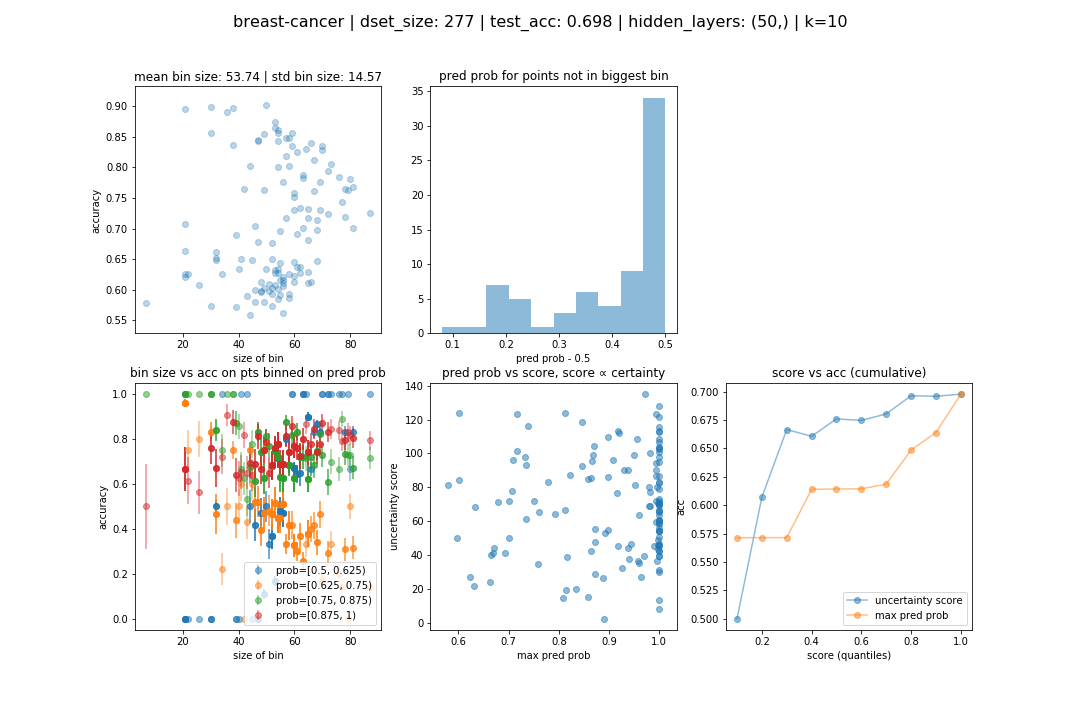 breast-cancer | dset_size: 277 | test_acc: 0.698 | hidden_layers: (50,) | k=10
mean bin size: 53.74 | std bin size: 14.57
0.90
0.85
0.80
0.75
0.70
0.65
0.60
0.55
accuracy
20 40 60 80
size of bin
pred prob for points not in biggest bin
35
30
25
20
15
10
5
0
0.1 0.2 0.3 0.4 0.5
pred prob - 0.5
bin size vs acc on pts binned on pred prob
1.0
0.8
0.6
0.4
0.2
0.0
accuracy
prob=[0.5, 0.625)
prob=[0.625, 0.75)
prob=[0.75, 0.875)
prob=[0.875, 1)
20 40 60 80
size of bin
pred prob vs score, score ∝ certainty
140
120
100
80
60
40
20
0
uncertainty score
0.6 0.7 0.8 0.9 1.0
max pred prob
score vs acc (cumulative)
0.700
0.675
0.650
0.625
0.600
0.575
0.550
0.525
0.500
acc
uncertainty score
max pred prob
0.2 0.4 0.6 0.8 1.0
score (quantiles)